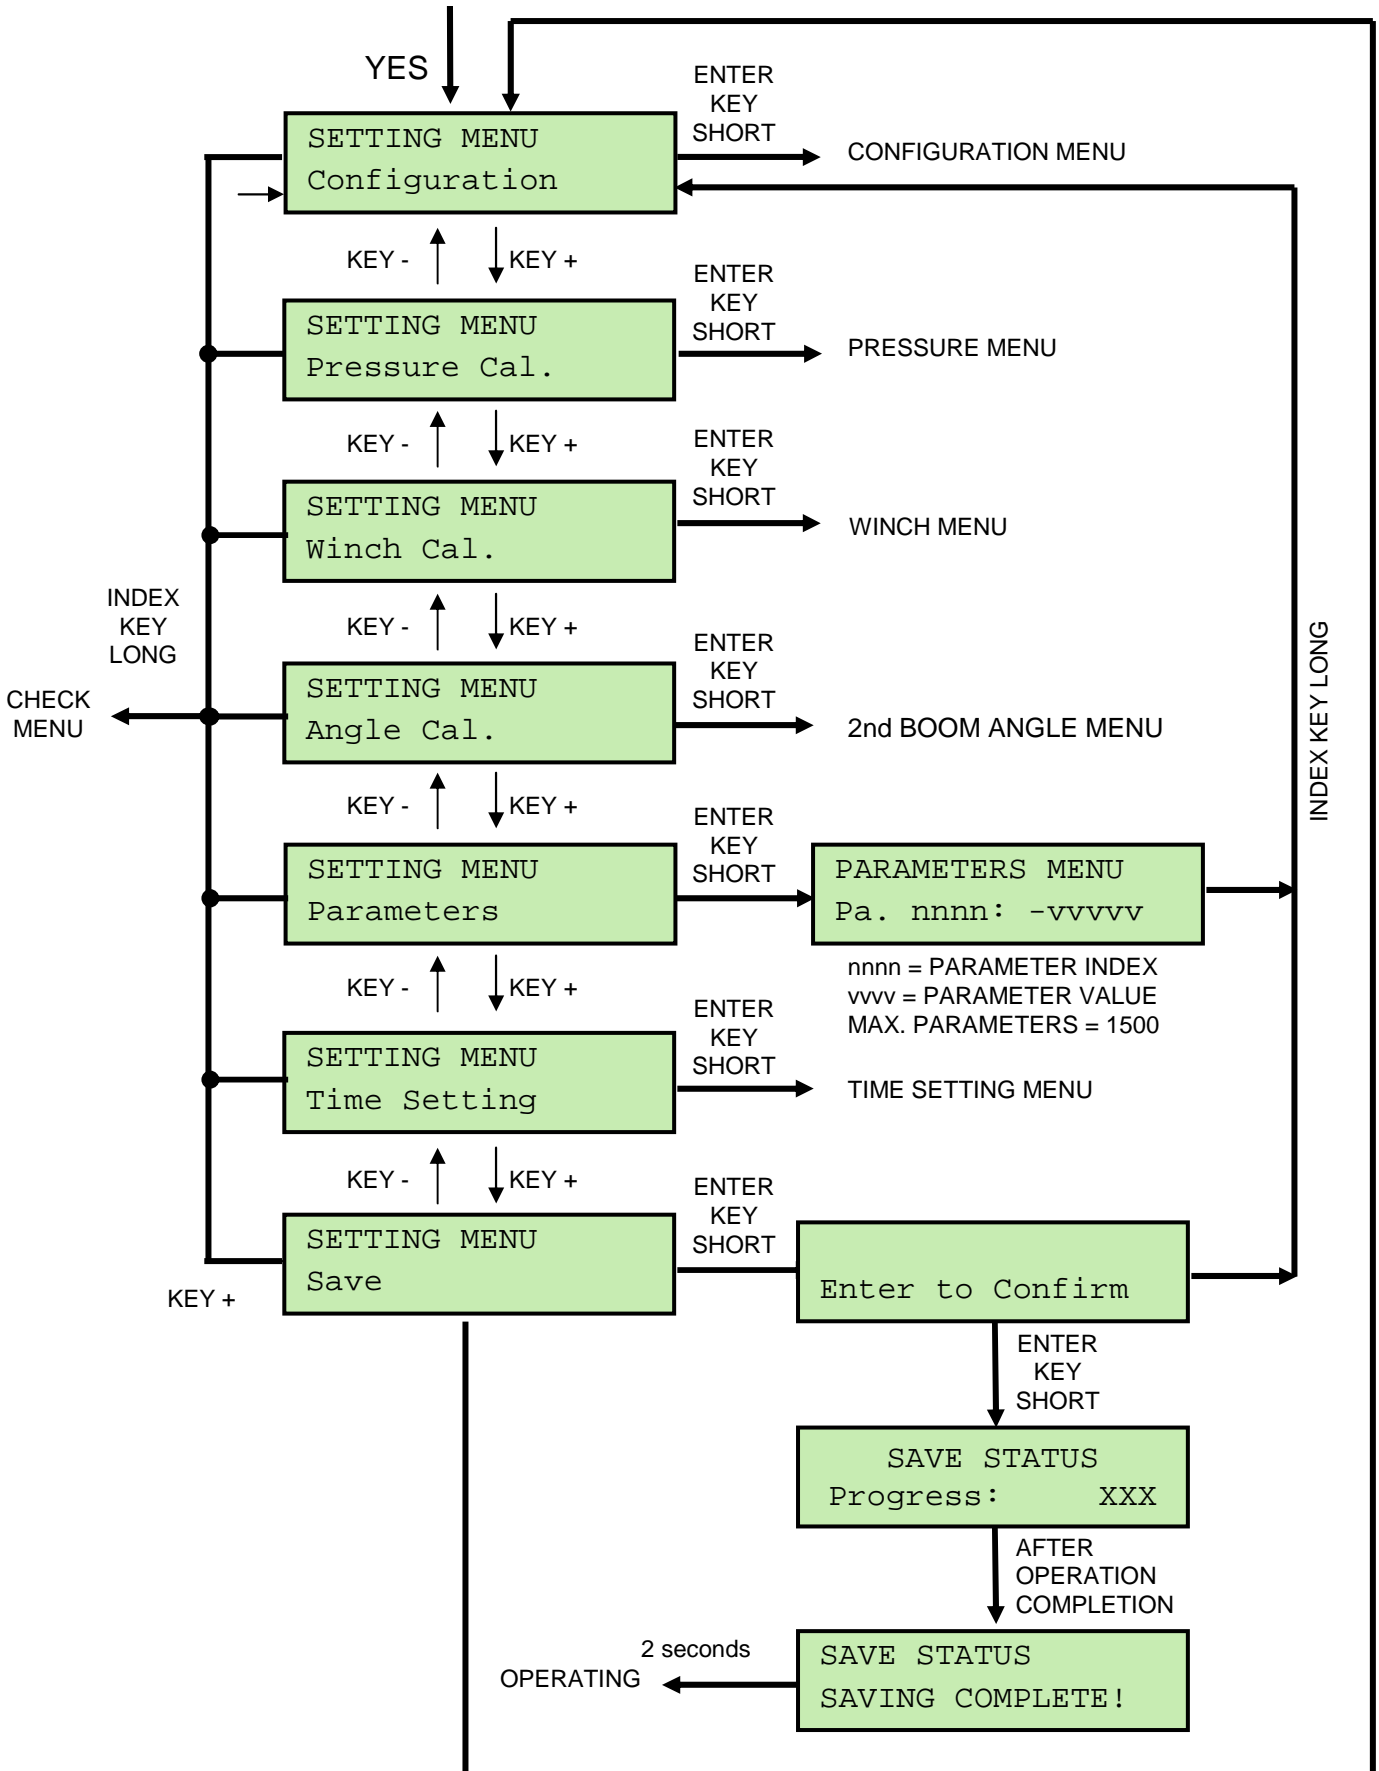 YES
ENTER
KEY
SHORT
SETTING MENU
Configuration
CONFIGURATION MENU
KEY -
KEY +
ENTER
KEY
SHORT
SETTING MENU
Pressure Cal.
PRESSURE MENU
KEY -
KEY +
ENTER
KEY
SHORT
SETTING MENU
Winch Cal.
WINCH MENU
INDEX
KEY
LONG
KEY -
KEY +
ENTER
KEY
SHORT
INDEX KEY LONG
CHECK
MENU
SETTING MENU
Angle Cal.
2nd BOOM ANGLE MENU
KEY -
KEY +
ENTER
KEY
SHORT
SETTING MENU
Parameters
PARAMETERS MENU
Pa. nnnn: -vvvvv
nnnn = PARAMETER INDEX
vvvv = PARAMETER VALUE
MAX. PARAMETERS = 1500
KEY -
KEY +
ENTER
KEY
SHORT
SETTING MENU
Time Setting
TIME SETTING MENU
KEY -
KEY +
ENTER
KEY
SHORT
SETTING MENU
Save
Enter to Confirm
KEY +
ENTER
KEY
SHORT
SAVE STATUS
Progress: XXX
AFTER
OPERATION
COMPLETION
2 seconds
OPERATING
SAVE STATUS
SAVING COMPLETE!